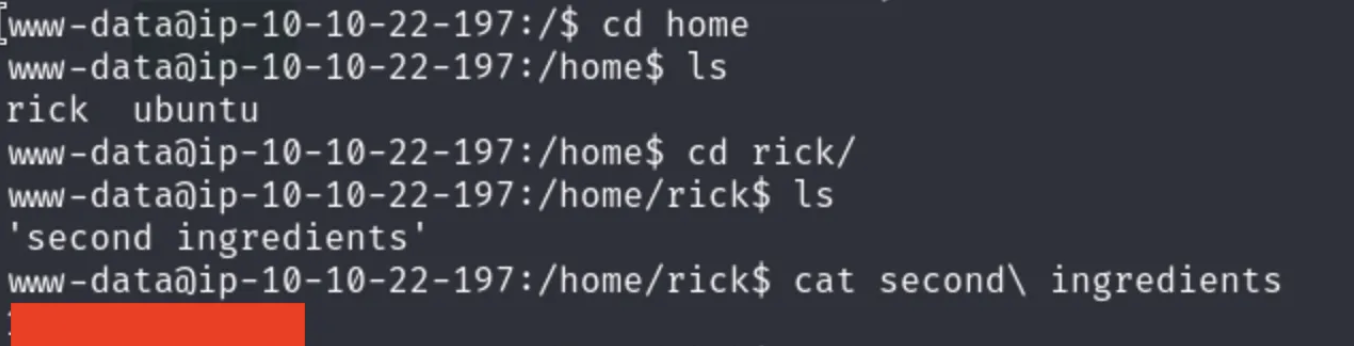 www-data@ip-10-10-22-197:/$ cd home
www-data@ip-10-10-22-197:/home$ ls
rick  ubuntu
www-data@ip-10-10-22-197:/home$ cd rick/
www-data@ip-10-10-22-197:/home/rick$ ls
'second ingredients'
www-data@ip-10-10-22-197:/home/rick$ cat second\ ingredients